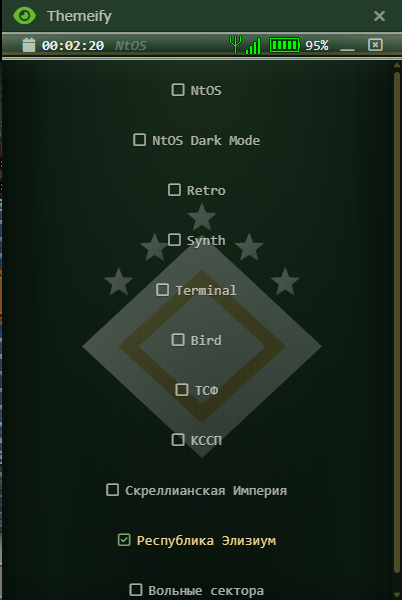 Themeify
00:02:20 NtOS 95%
NtOS
NtOS Dark Mode
Retro
Synth
Terminal
Bird
ТСФ
КССП
Скреллианская Империя
Республика Элизиум
Вольные сектора